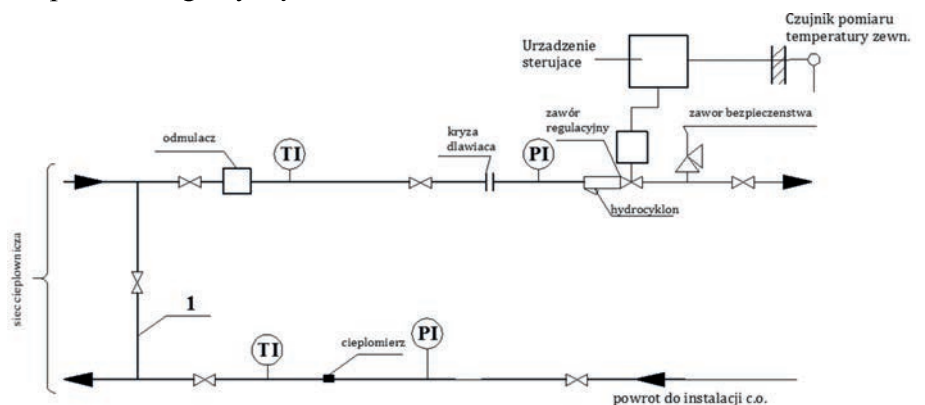 Czujnik pomiaru
temperatury zewn.
Urzadzenie
sterujace
zawór
regulacyjny
zawor bezpieczenstwa
odmulacz
kryza
dlawiaca
TI
PI
hydrocyklon
siec cieplownicza
1
TI
cieplomierz
PI
powrot do instalacji c.o.